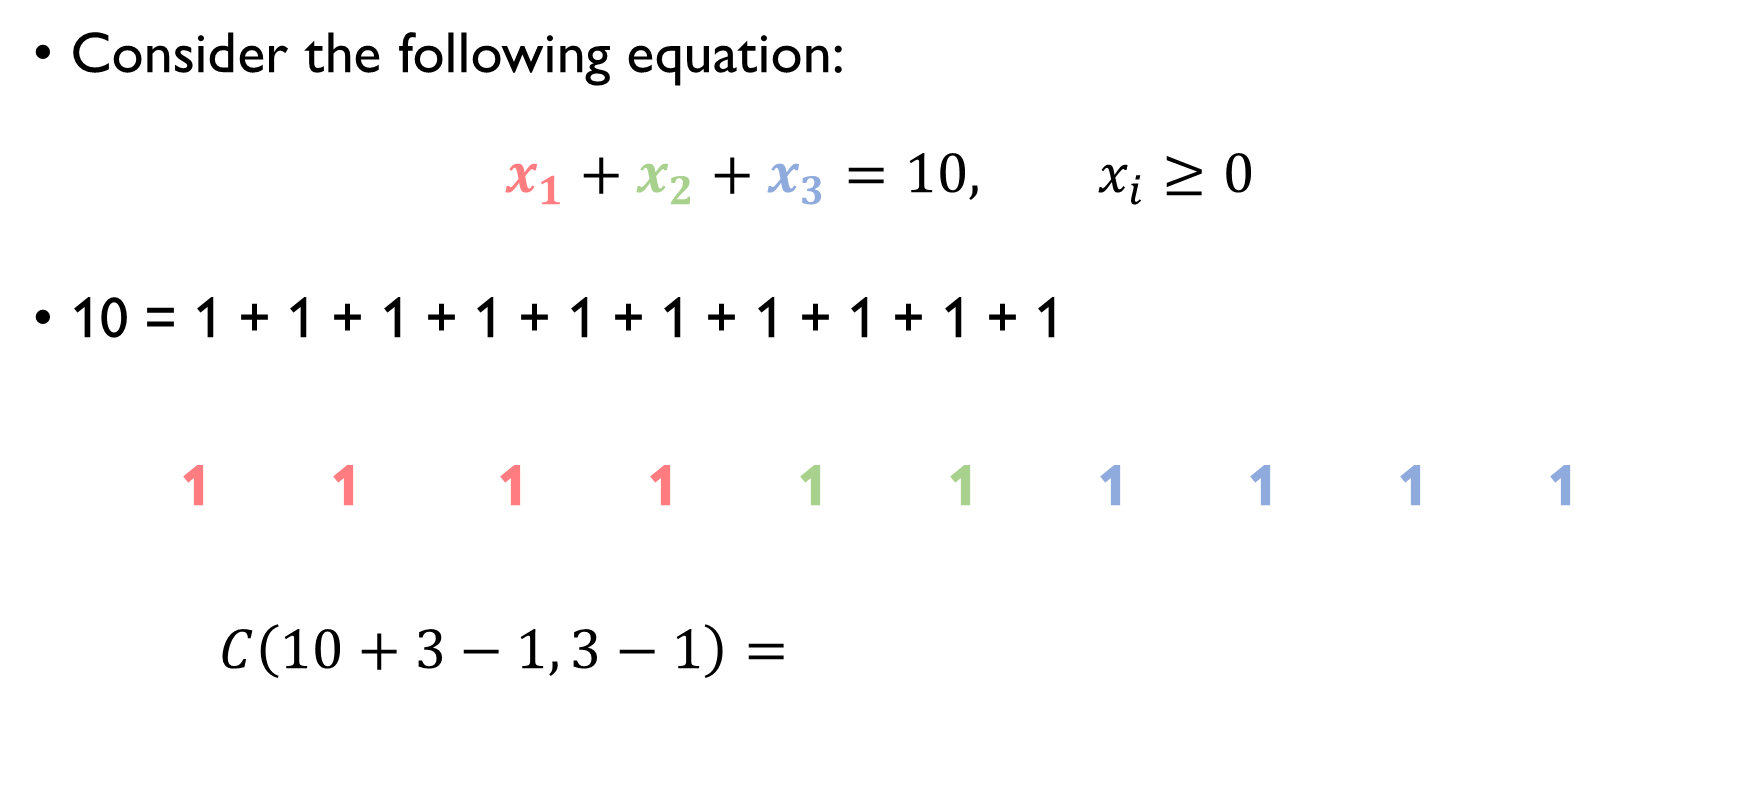 • Consider the following equation:
x₁ + x₂ + x₃ = 10, xᵢ ≥ 0
• 10 = 1 + 1 + 1 + 1 + 1 + 1 + 1 + 1 + 1 + 1
1 1 1 1 1 1 1 1 1 1
C(10 + 3 − 1, 3 − 1) =